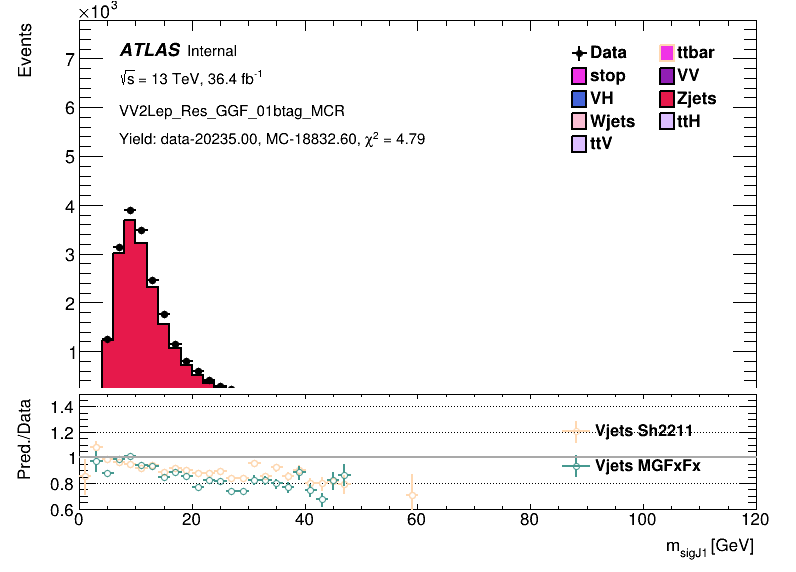 ×10³
Events
ATLAS Internal
√s = 13 TeV, 36.4 fb⁻¹
VV2Lep_Res_GGF_01btag_MCR
Yield: data-20235.00, MC-18832.60, χ² = 4.79
Data
ttbar
stop
VV
VH
Zjets
Wjets
ttH
ttV
7
6
5
4
3
2
1
Pred./Data
1.4
1.2
1
0.8
0.6
Vjets Sh2211
Vjets MGFxFx
0 20 40 60 80 100 120
m_sigJ1 [GeV]